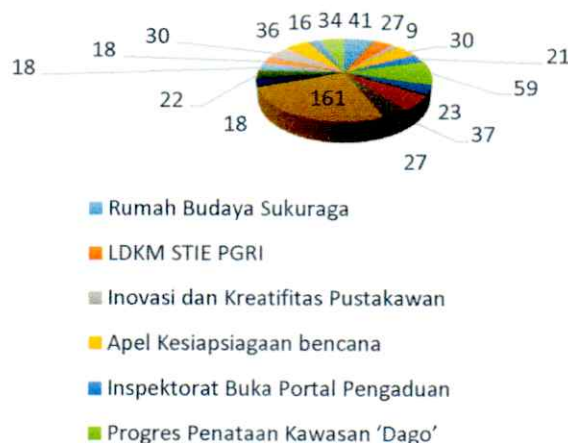 30 36 16 34 41 27 9 30
18 18 21
22 59
18 161 23
37
27
Rumah Budaya Sukuraga
LDKM STIE PGRI
Inovasi dan Kreatifitas Pustakawan
Apel Kesiapsiagaan bencana
Inspektorat Buka Portal Pengaduan
Progres Penataan Kawasan 'Dago'